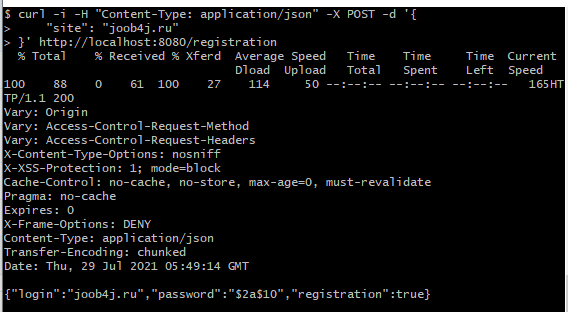 $ curl -i -H "Content-Type: application/json" -X POST -d '{
>     "site": "joob4j.ru"
> }' http://localhost:8080/registration
  % Total    % Received % Xferd  Average Speed   Time    Time     Time  Current
                                 Dload  Upload   Total   Spent    Left  Speed
100    88    0    61  100    27    114     50 --:--:-- --:--:-- --:--:--   165HT
TP/1.1 200
Vary: Origin
Vary: Access-Control-Request-Method
Vary: Access-Control-Request-Headers
X-Content-Type-Options: nosniff
X-XSS-Protection: 1; mode=block
Cache-Control: no-cache, no-store, max-age=0, must-revalidate
Pragma: no-cache
Expires: 0
X-Frame-Options: DENY
Content-Type: application/json
Transfer-Encoding: chunked
Date: Thu, 29 Jul 2021 05:49:14 GMT

{"login":"joob4j.ru","password":"$2a$10","registration":true}